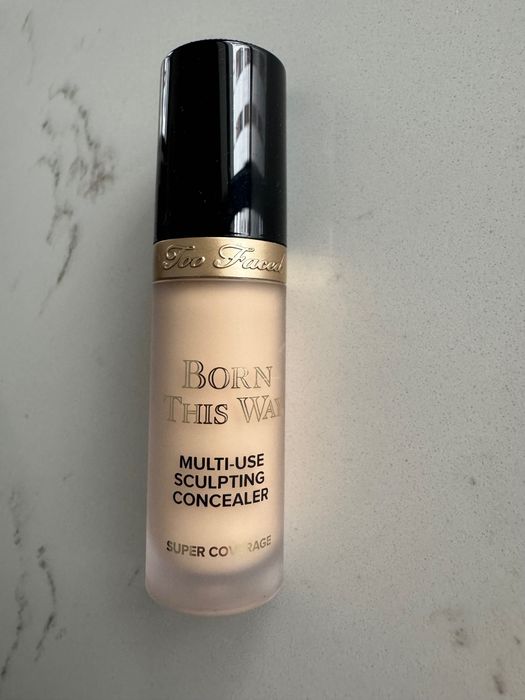 Too Faced
BORN
THIS WAY
MULTI-USE
SCULPTING
CONCEALER
SUPER COVERAGE